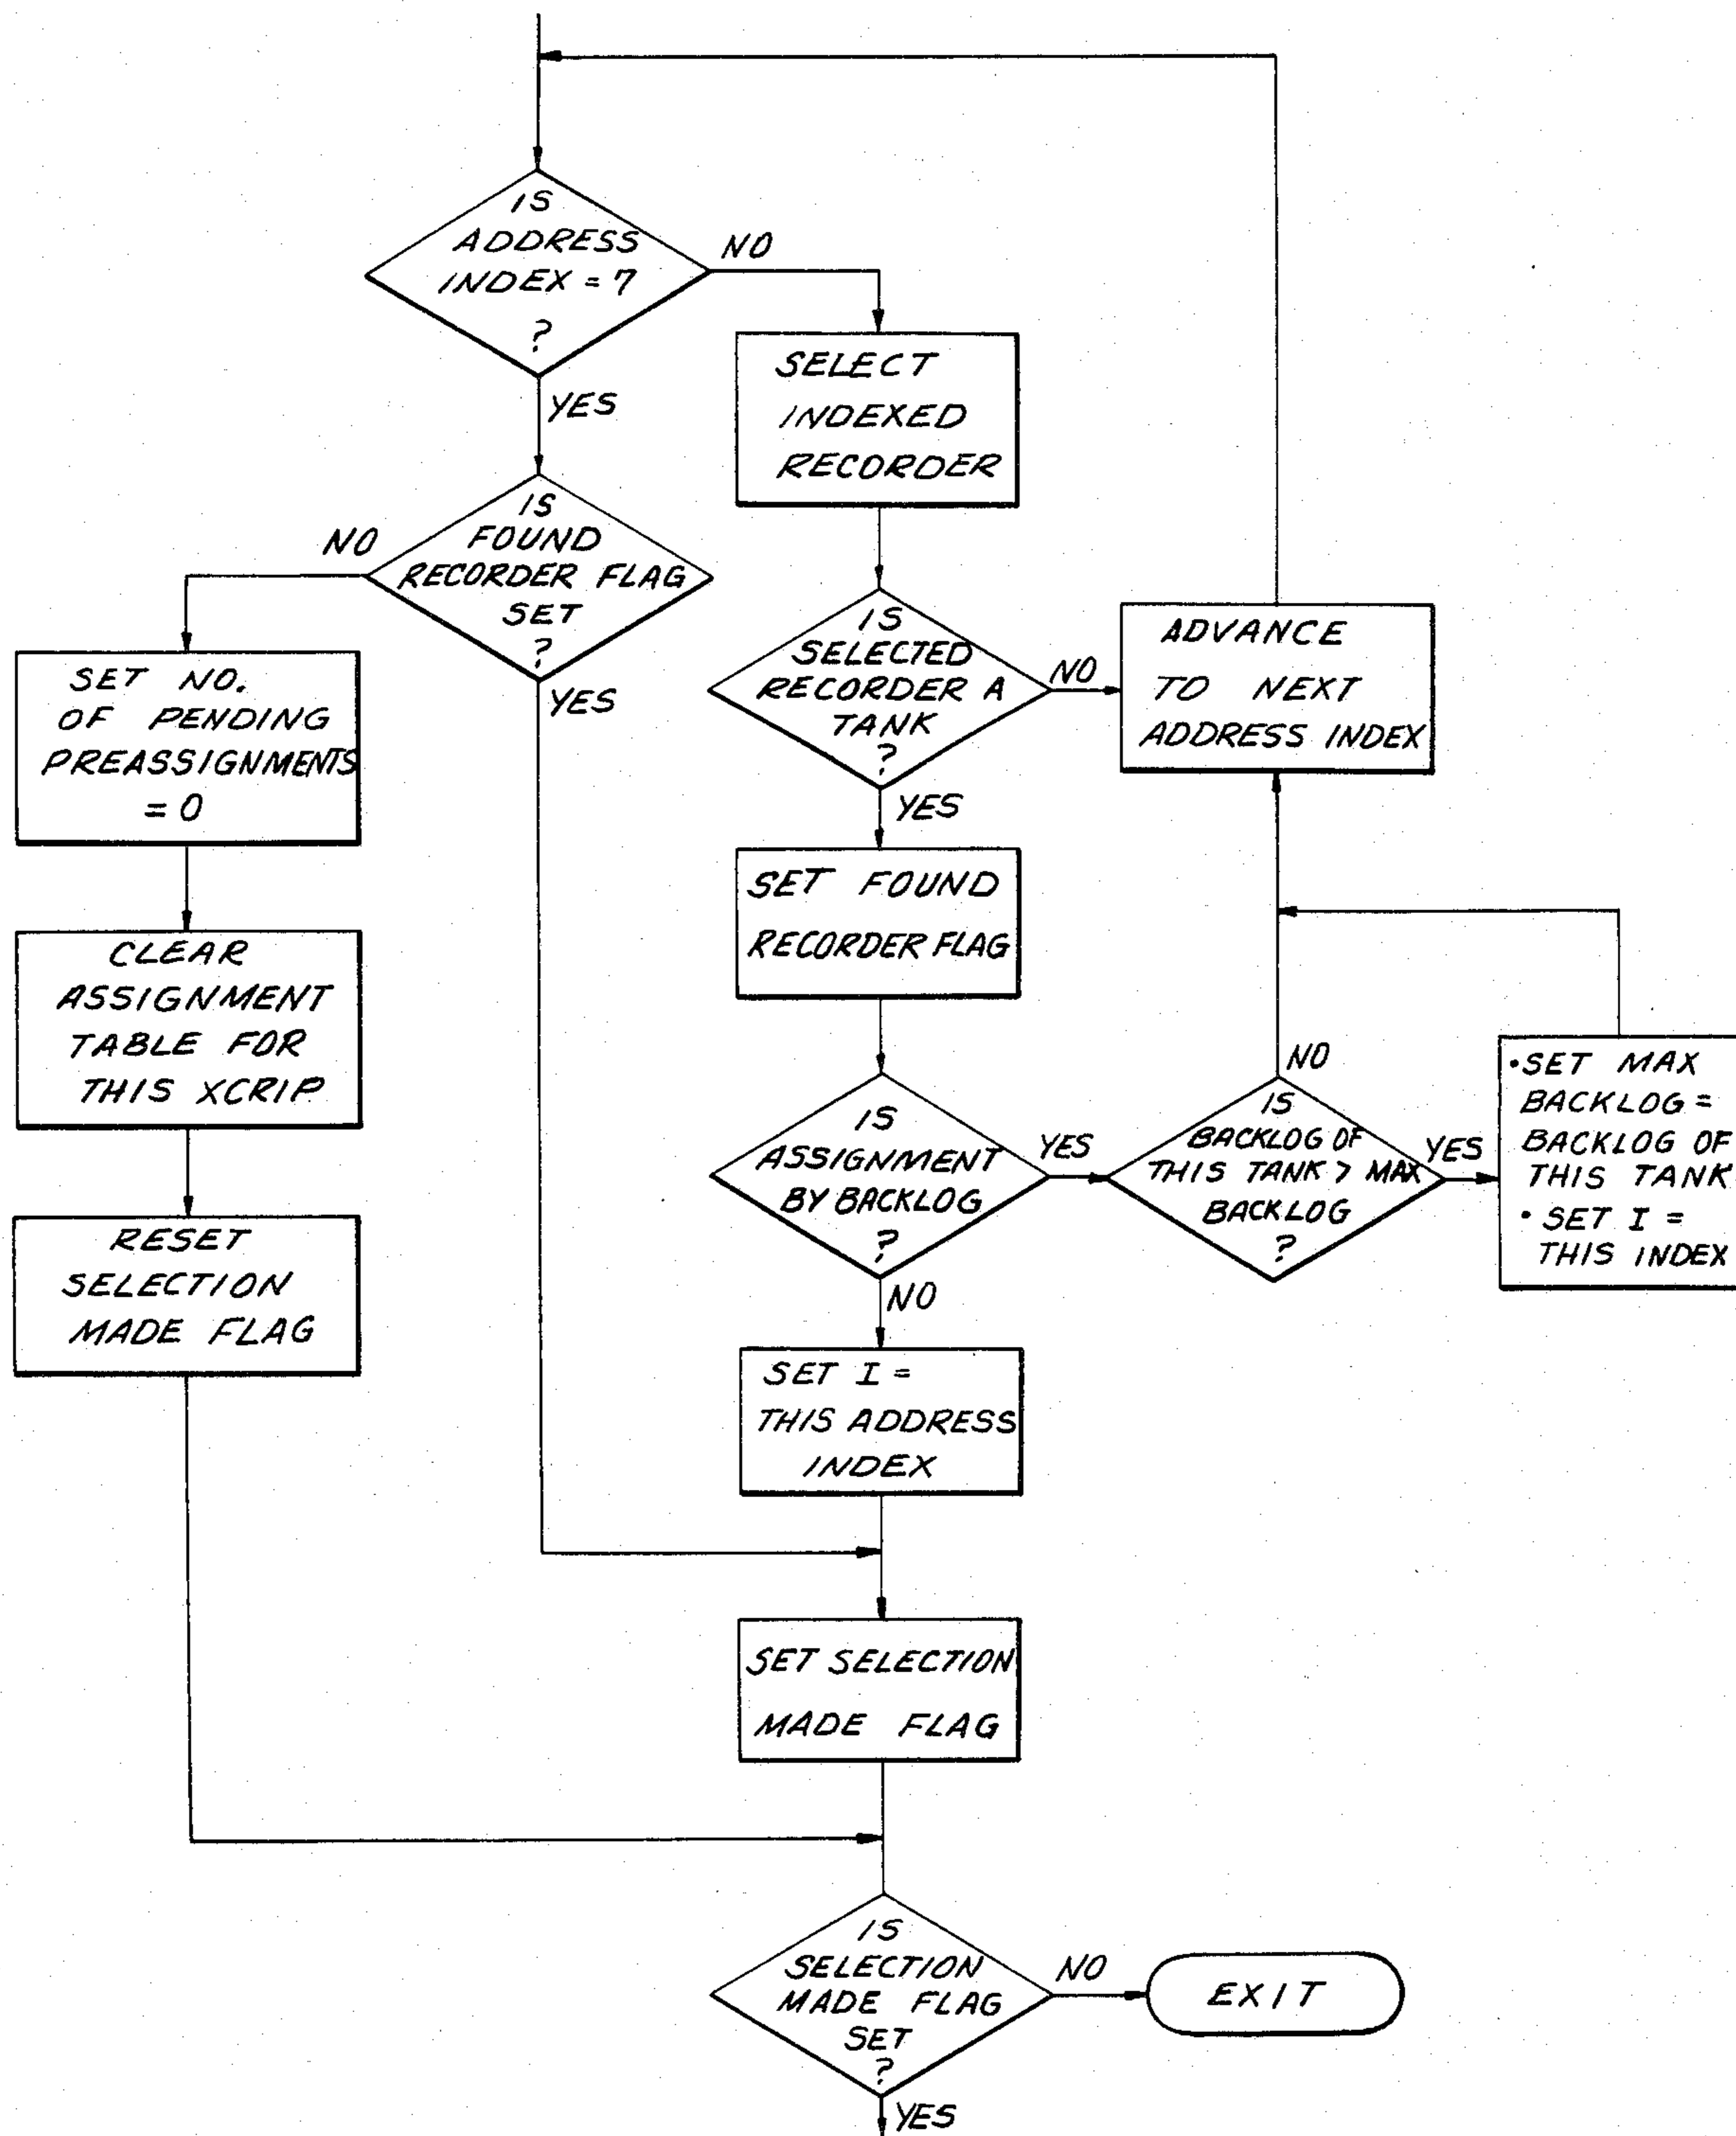 IS
ADDRESS
INDEX = 7
?
NO
YES
SELECT
INDEXED
RECORDER
IS
FOUND
RECORDER FLAG
SET
?
NO
YES
IS
SELECTED
RECORDER A
TANK
?
NO
YES
ADVANCE
TO NEXT
ADDRESS INDEX
SET NO.
OF PENDING
PREASSIGNMENTS
= 0
SET FOUND
RECORDER FLAG
CLEAR
ASSIGNMENT
TABLE FOR
THIS XCRIP
IS
ASSIGNMENT
BY BACKLOG
?
YES
NO
NO
IS
BACKLOG OF
THIS TANK > MAX
BACKLOG
?
YES
•SET MAX
BACKLOG =
BACKLOG OF
THIS TANK
• SET I =
THIS INDEX
RESET
SELECTION
MADE FLAG
SET I =
THIS ADDRESS
INDEX
SET SELECTION
MADE FLAG
IS
SELECTION
MADE FLAG
SET
?
NO
EXIT
YES